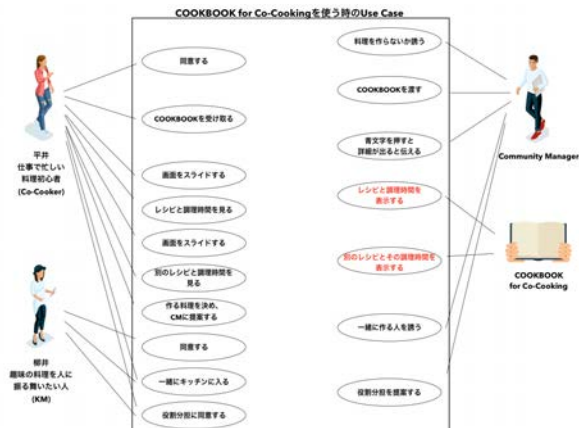 COOKBOOK for Co-Cookingを使う時のUse Case
同意する
COOKBOOKを受け取る
画面をスライドする
レシピと調理時間を見る
画面をスライドする
別のレシピと調理時間を
見る
作る料理を決め、
CMに提案する
同意する
一緒にキッチンに入る
役割分担に同意する
料理を作らないか誘う
COOKBOOKを渡す
青文字を押すと
詳細が出ると伝える
レシピと調理時間を
表示する
別のレシピとその調理時間を
表示する
一緒に作る人を誘う
役割分担を提案する
平井
仕事で忙しい
料理初心者
(Co-Cooker)
柳井
趣味の料理を人に
振る舞いたい人
(KM)
Community Manager
COOKBOOK
for Co-Cooking